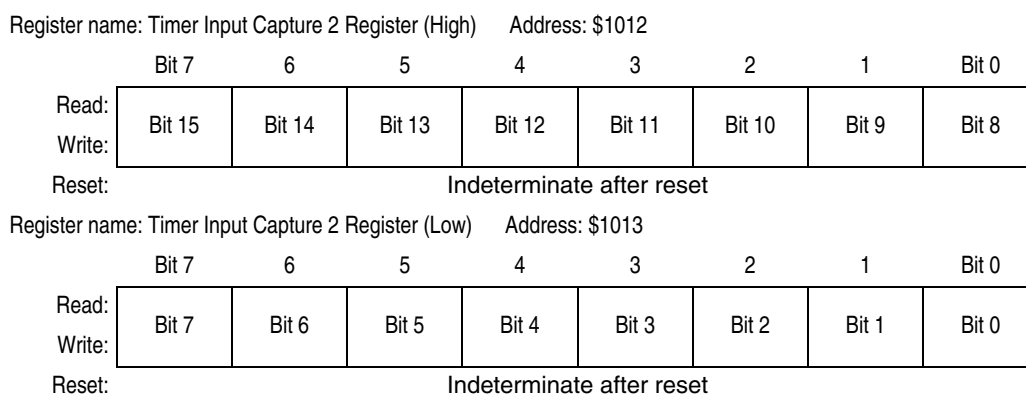 Register name: Timer Input Capture 2 Register (High) Address: $1012
Bit 7 6 5 4 3 2 1 Bit 0
Read:
Bit 15 Bit 14 Bit 13 Bit 12 Bit 11 Bit 10 Bit 9 Bit 8
Write:
Reset: Indeterminate after reset
Register name: Timer Input Capture 2 Register (Low) Address: $1013
Bit 7 6 5 4 3 2 1 Bit 0
Read:
Bit 7 Bit 6 Bit 5 Bit 4 Bit 3 Bit 2 Bit 1 Bit 0
Write:
Reset: Indeterminate after reset